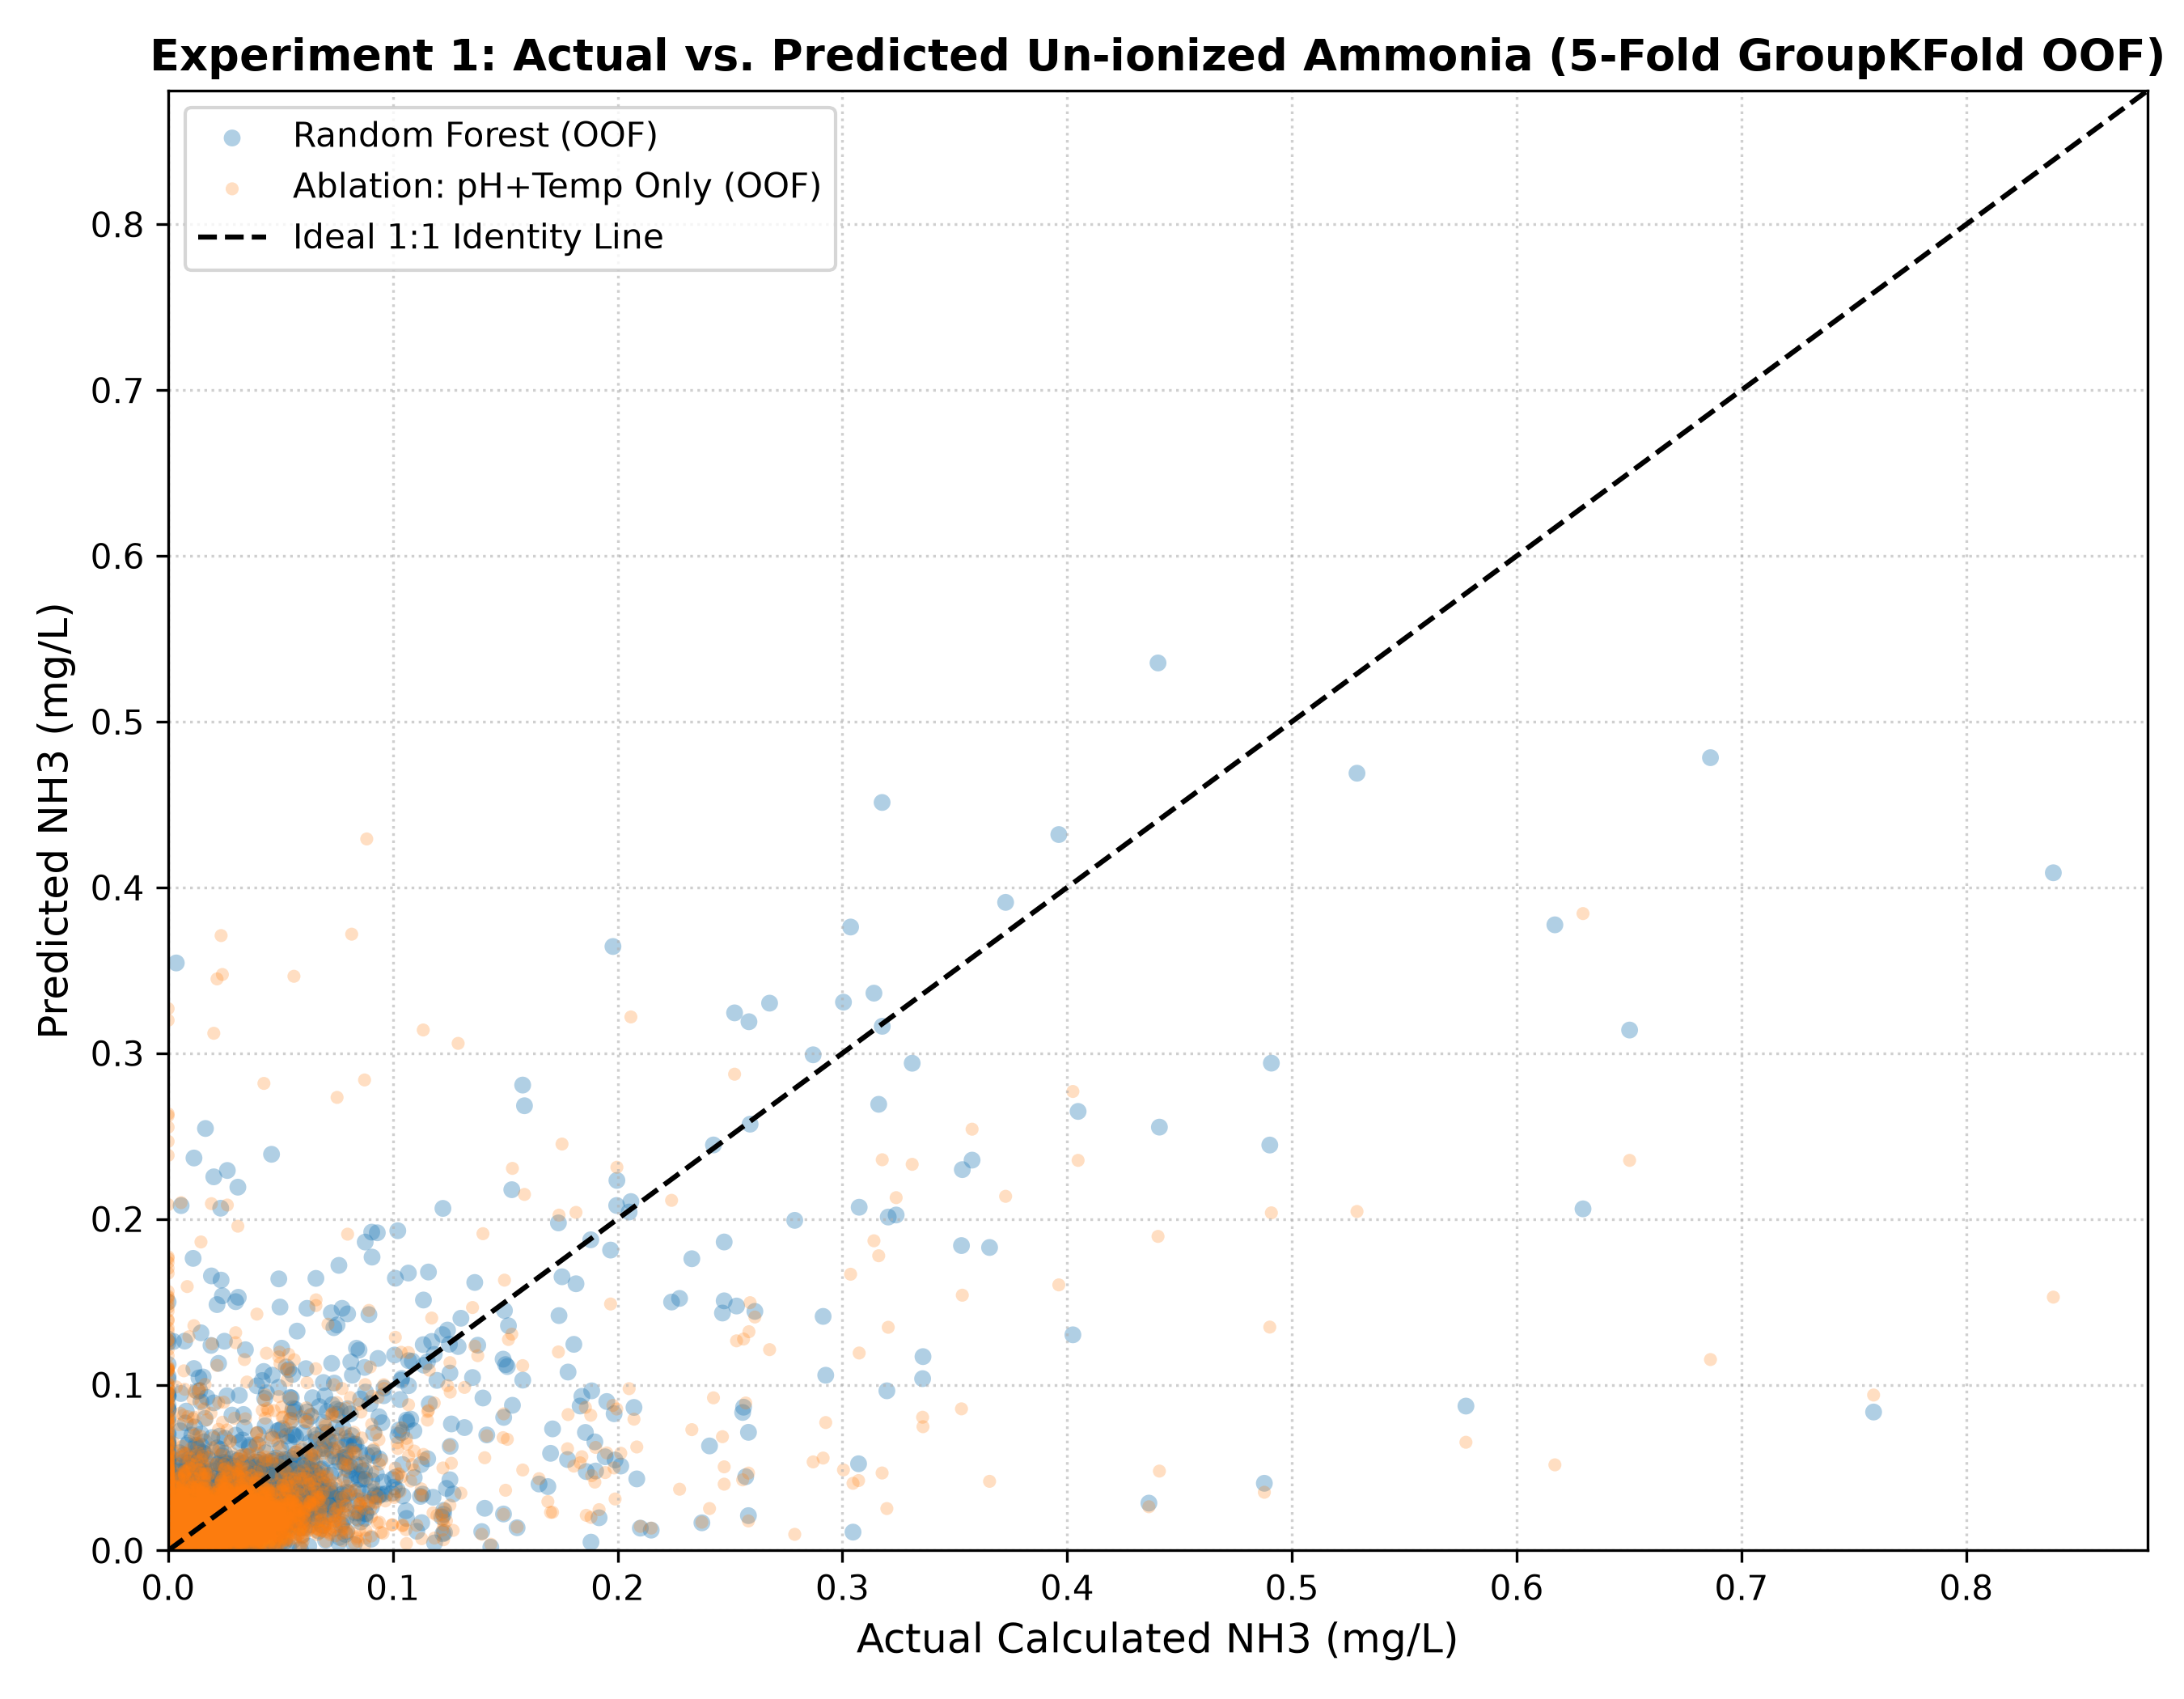 Experiment 1: Actual vs. Predicted Un-ionized Ammonia (5-Fold GroupKFold OOF)
Random Forest (OOF)
Ablation: pH+Temp Only (OOF)
Ideal 1:1 Identity Line
Predicted NH3 (mg/L)
0.8
0.7
0.6
0.5
0.4
0.3
0.2
0.1
0.0
0.0 0.1 0.2 0.3 0.4 0.5 0.6 0.7 0.8
Actual Calculated NH3 (mg/L)